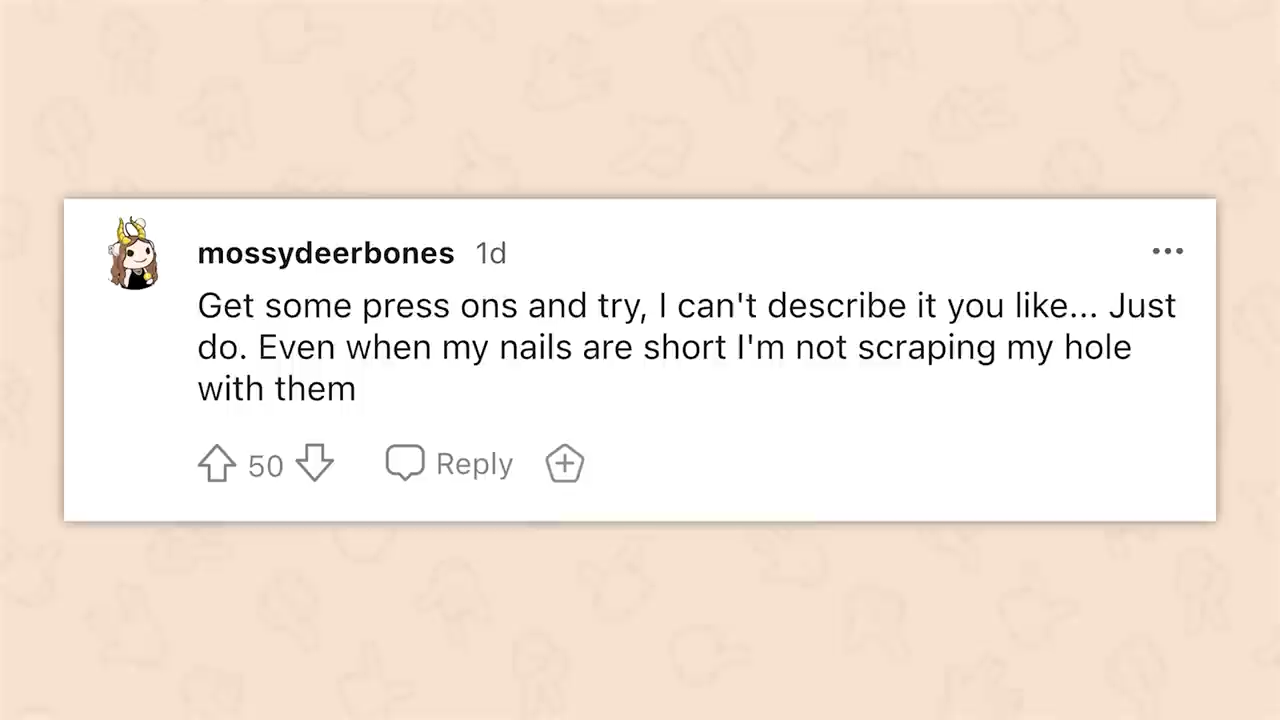 mossydeerbones 1d
Get some press ons and try, I can't describe it you like... Just
do. Even when my nails are short I'm not scraping my hole
with them
50 Reply